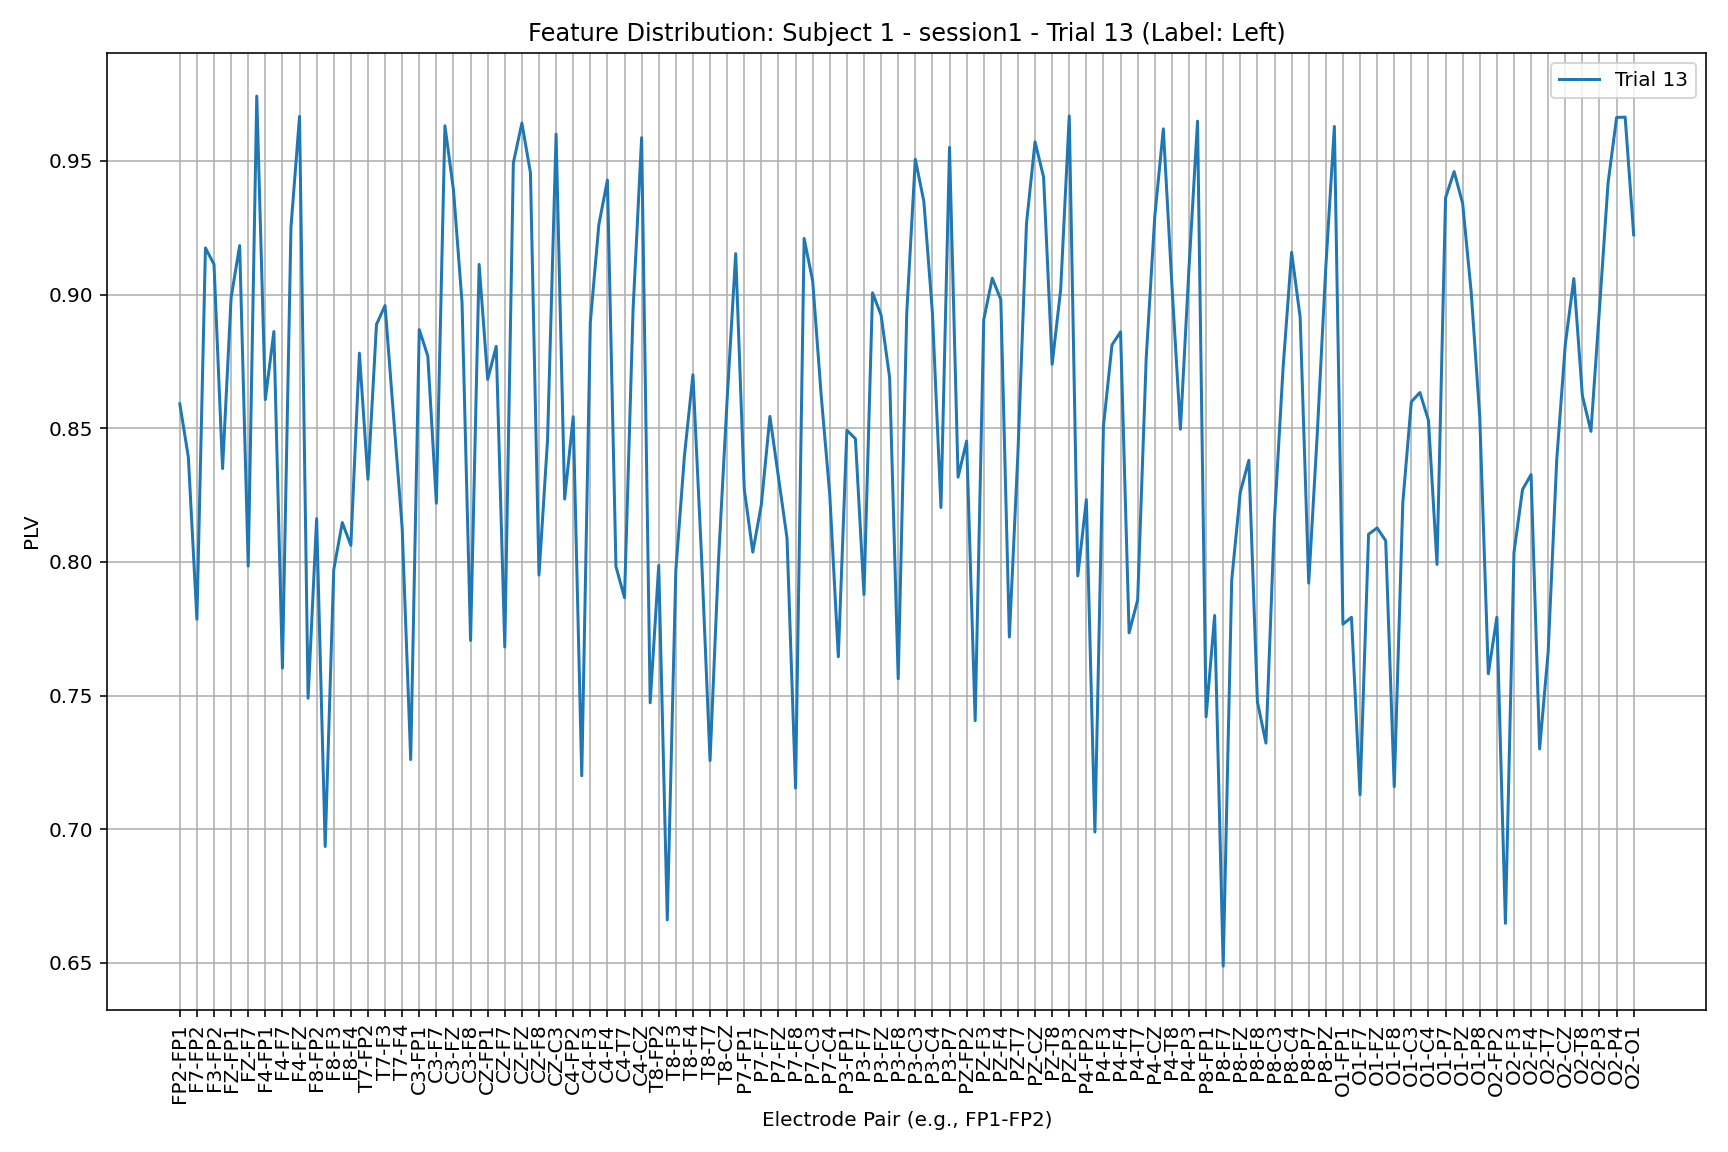 Feature Distribution: Subject 1 - session1 - Trial 13 (Label: Left)
Trial 13
PLV
0.95
0.90
0.85
0.80
0.75
0.70
0.65
FP2-FP1
F7-FP2
F3-FP2
FZ-FP1
FZ-F7
F4-FP1
F4-F7
F4-FZ
F8-FP2
F8-F3
F8-F4
T7-FP2
T7-F3
T7-F4
C3-FP1
C3-F7
C3-FZ
C3-F8
CZ-FP1
CZ-F7
CZ-FZ
CZ-F8
CZ-C3
C4-FP2
C4-F3
C4-F4
C4-T7
C4-CZ
T8-FP2
T8-F3
T8-F4
T8-T7
T8-CZ
P7-FP1
P7-F7
P7-FZ
P7-F8
P7-C3
P7-C4
P3-FP1
P3-F7
P3-FZ
P3-F8
P3-C3
P3-C4
P3-P7
PZ-FP2
PZ-F3
PZ-F4
PZ-T7
PZ-CZ
PZ-T8
PZ-P3
P4-FP2
P4-F3
P4-F4
P4-T7
P4-CZ
P4-T8
P4-P3
P8-FP1
P8-F7
P8-FZ
P8-F8
P8-C3
P8-C4
P8-P7
P8-PZ
O1-FP1
O1-F7
O1-FZ
O1-F8
O1-C3
O1-C4
O1-P7
O1-PZ
O1-P8
O2-FP2
O2-F3
O2-F4
O2-T7
O2-CZ
O2-T8
O2-P3
O2-P4
O2-O1
Electrode Pair (e.g., FP1-FP2)